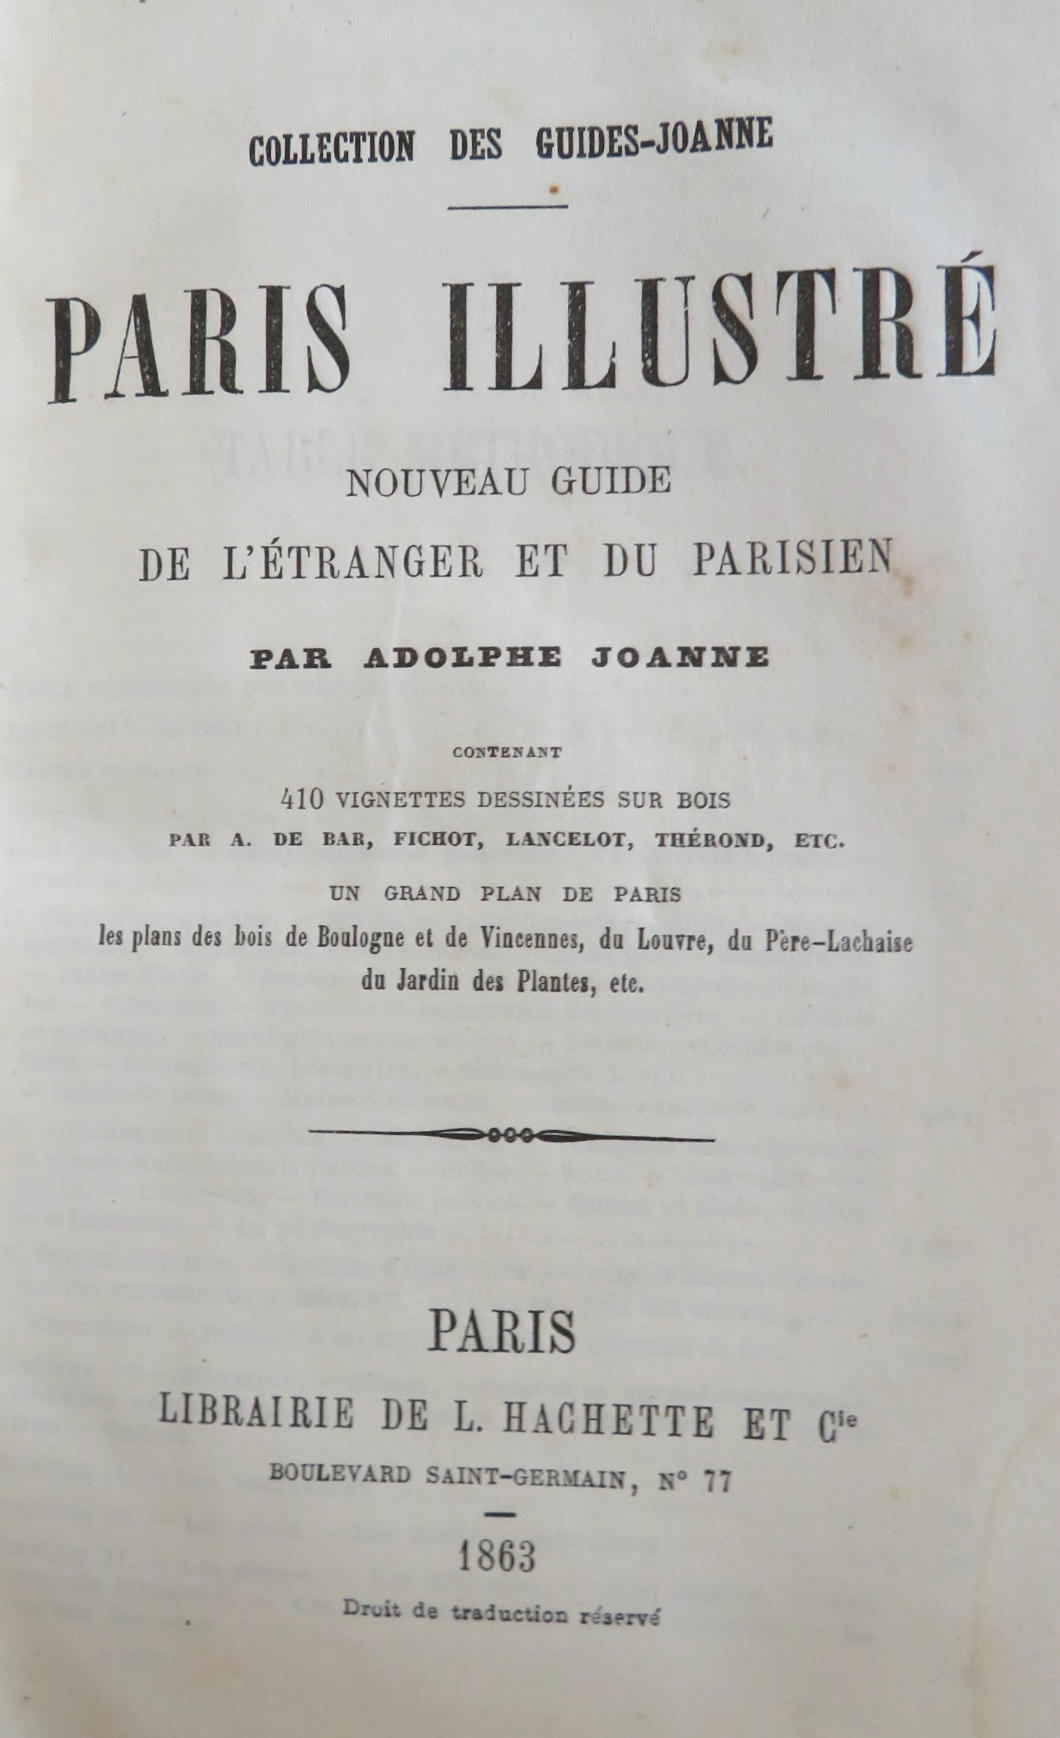 COLLECTION DES GUIDES-JOANNE
PARIS ILLUSTRÉ
NOUVEAU GUIDE
DE L'ÉTRANGER ET DU PARISIEN
PAR ADOLPHE JOANNE
CONTENANT
410 VIGNETTES DESSINÉES SUR BOIS
PAR A. DE BAR, FICHOT, LANCELOT, THÉROND, ETC.
UN GRAND PLAN DE PARIS
les plans des bois de Boulogne et de Vincennes, du Louvre, du Père-Lachaise
du Jardin des Plantes, etc.
PARIS
LIBRAIRIE DE L. HACHETTE ET Cie
BOULEVARD SAINT-GERMAIN, N° 77
1863
Droit de traduction réservé